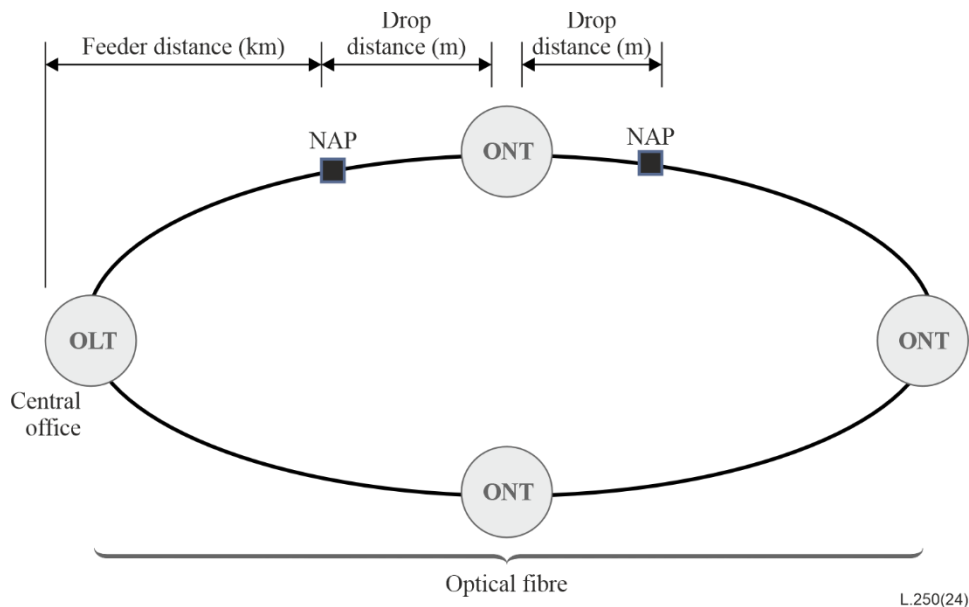 Drop
distance (m)
Drop
distance (m)
Feeder distance (km)
NAP
ONT
NAP
OLT
ONT
Central
office
ONT
Optical fibre
L.250(24)